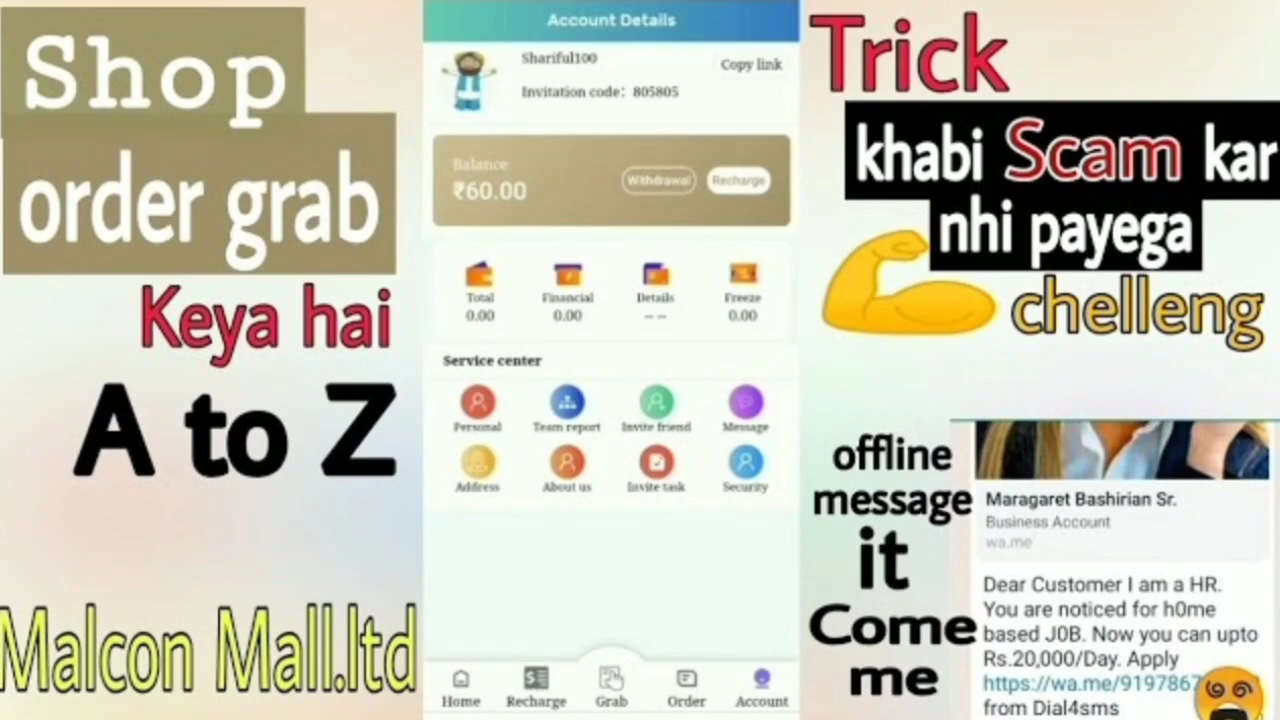 Shop
order grab
Keya hai
A to Z
Malcon Mall.ltd
Account Details
Shariful100
Copy link
Invitation code: 805805
Balance
₹60.00
Withdrawal
Recharge
Total
Financial
Details
Freeze
0.00
0.00
-- --
0.00
Service center
Personal
Team report
Invite friend
Message
Address
About us
Invite task
Security
Home
Recharge
Grab
Order
Account
Trick
khabi Scam kar
nhi payega
chelleng
offline
message
it
Come
me
Maragaret Bashirian Sr.
Business Account
wa.me
Dear Customer I am a HR.
You are noticed for h0me
based J0B. Now you can upto
Rs.20,000/Day. Apply
https://wa.me/919786
from Dial4sms